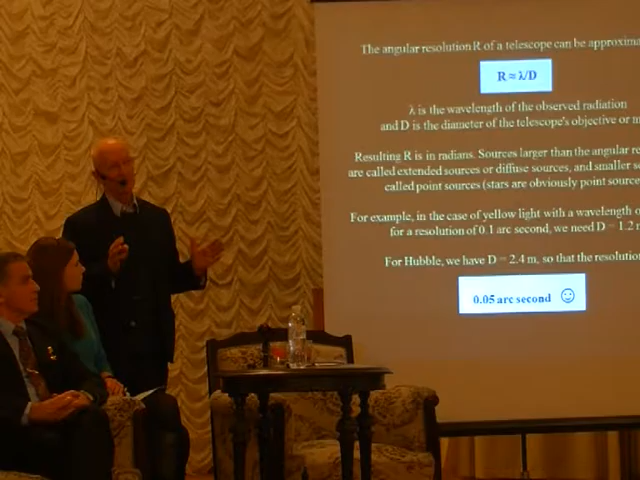 The angular resolution R of a telescope can be approxima
R ≈ λ/D
λ is the wavelength of the observed radiation
and D is the diameter of the telescope's objective or m
Resulting R is in radians. Sources larger than the angular re
are called extended sources or diffuse sources, and smaller s
called point sources (stars are obviously point source
For example, in the case of yellow light with a wavelength o
for a resolution of 0.1 arc second, we need D = 1.2 m
For Hubble, we have D = 2.4 m, so that the resolution
0.05 arc second ☺